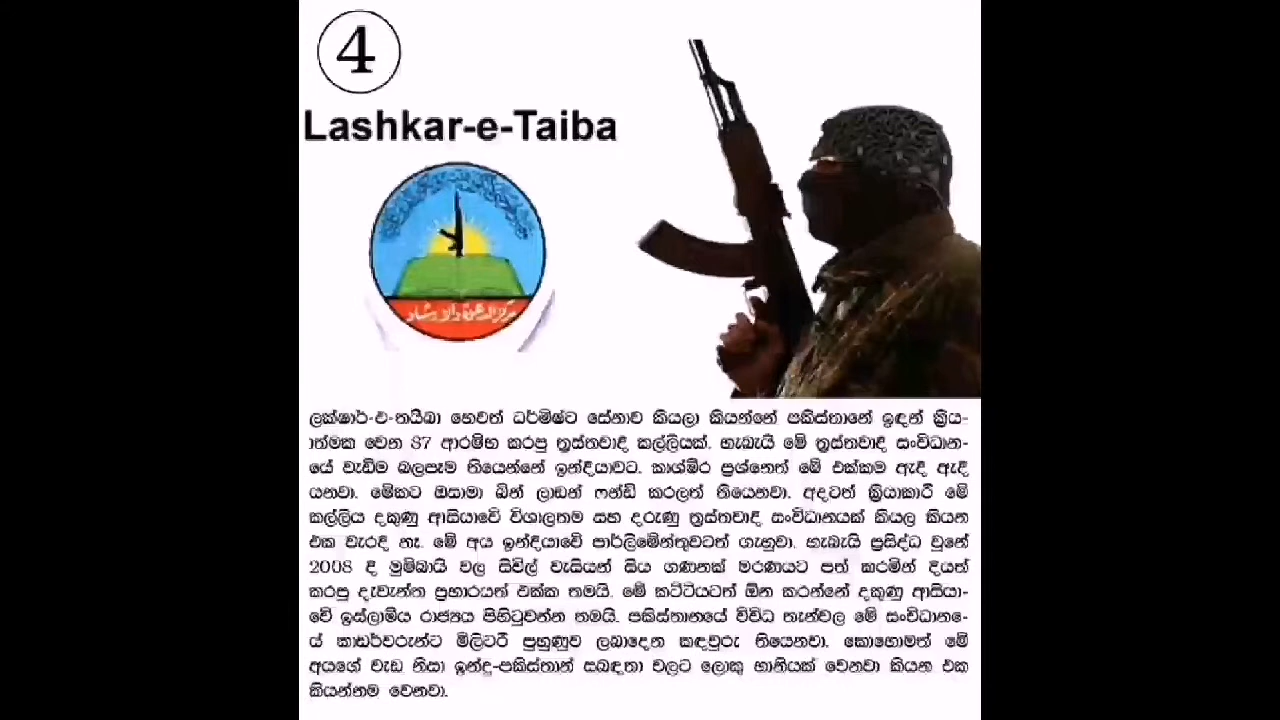 4
Lashkar-e-Taiba
مرکز الدعوة والارشاد
ලක්ෂාර්-එ-තයීබා හෙවත් ධර්මිෂ්ට සේනාව කියලා කියන්නේ පකිස්තානේ ඉඳන් ක්‍රියා-
ත්මක වෙන 87 ආරම්භ කරපු ත්‍රස්තවාදී කල්ලියක්. හැබැයි මේ ත්‍රස්තවාදී සංවිධාන-
යේ වැඩිම බලපෑම තියෙන්නේ ඉන්දියාවට. කාශ්මීර ප්‍රශ්නෙත් මේ එක්කම ඇදී ඇදී
යනවා. මේකට ඔසාමා බින් ලාඩන් ෆන්ඩ් කරලත් තියෙනවා. අදටත් ක්‍රියාකාරී මේ
කල්ලිය දකුණු ආසියාවේ විශාලතම සහ දරුණු ත්‍රස්තවාදී සංවිධානයක් කියල කියන
එක වැරදි නෑ. මේ අය ඉන්දියාවේ පාර්ලිමේන්තුවටත් ගැහුවා. හැබැයි ප්‍රසිද්ධ වුනේ
2008 දී මුම්බායි වල සිවිල් වැසියන් සිය ගණනක් මරණයට පත් කරමින් දියත්
කරපු දැවැන්ත ප්‍රහාරයත් එක්ක තමයි. මේ කට්ටියටත් ඕන කරන්නේ දකුණු ආසියා-
වේ ඉස්ලාමිය රාජ්‍යය පිහිටුවන්න තමයි. පකිස්තානයේ විවිධ තැන්වල මේ සංවිධානයේ-
ය් කාඩර්වරුන්ට මිලිටරි පුහුණුව ලබාදෙන කඳවුරු තියෙනවා. කොහොමත් මේ
අයගේ වැඩ නිසා ඉන්දු-පකිස්තාන් සබඳතා වලට ලොකු හානියක් වෙනවා කියන එක
කියන්නම වෙනවා.